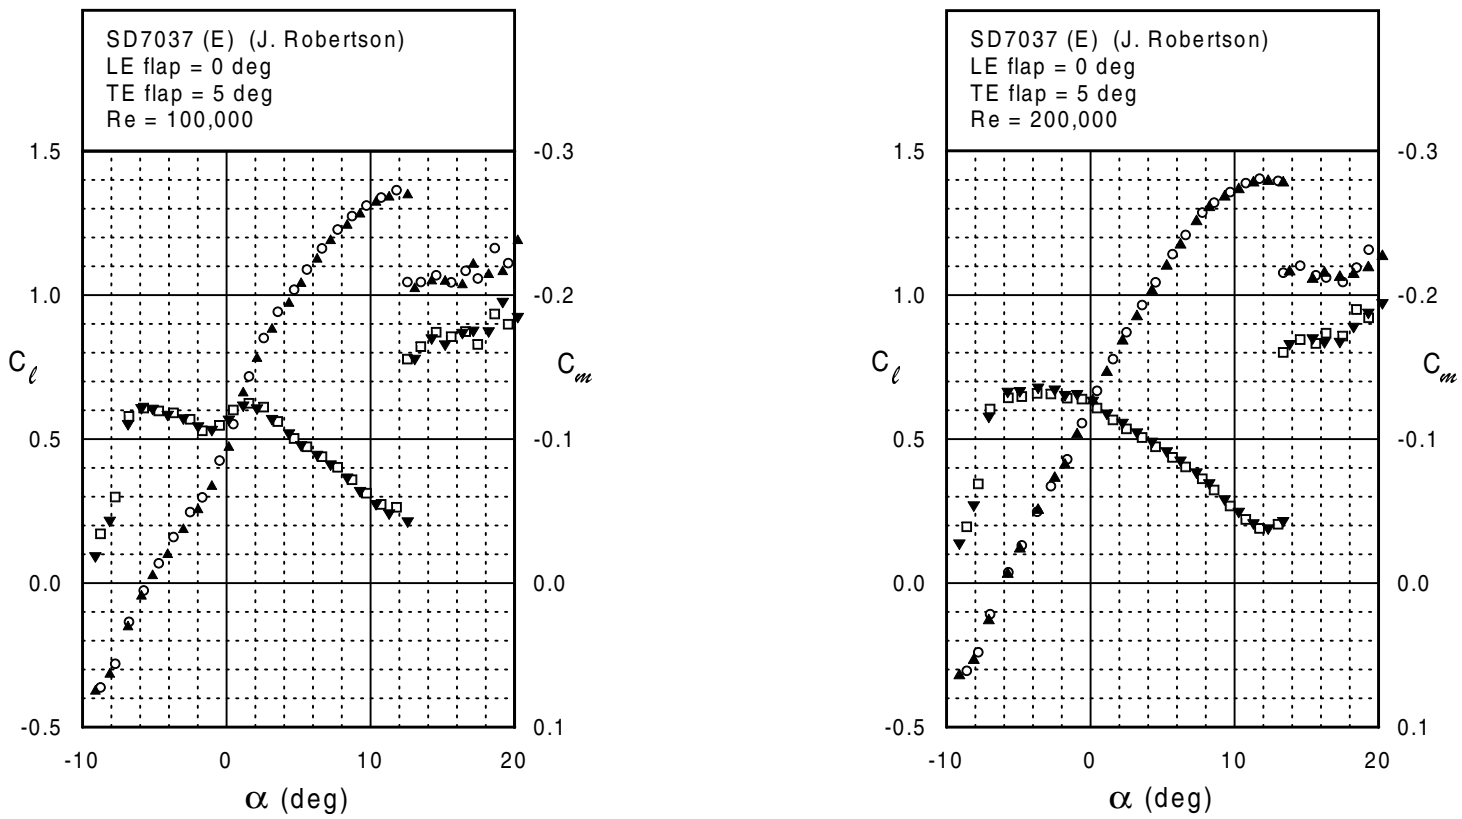 SD7037 (E) (J. Robertson)
LE flap = 0 deg
TE flap = 5 deg
Re = 100,000
1.5
1.0
0.5
0.0
-0.5
C_ℓ
-0.3
-0.2
-0.1
0.0
0.1
C_m
-10
0
10
20
α (deg)
SD7037 (E) (J. Robertson)
LE flap = 0 deg
TE flap = 5 deg
Re = 200,000
1.5
1.0
0.5
0.0
-0.5
C_ℓ
-0.3
-0.2
-0.1
0.0
0.1
C_m
-10
0
10
20
α (deg)